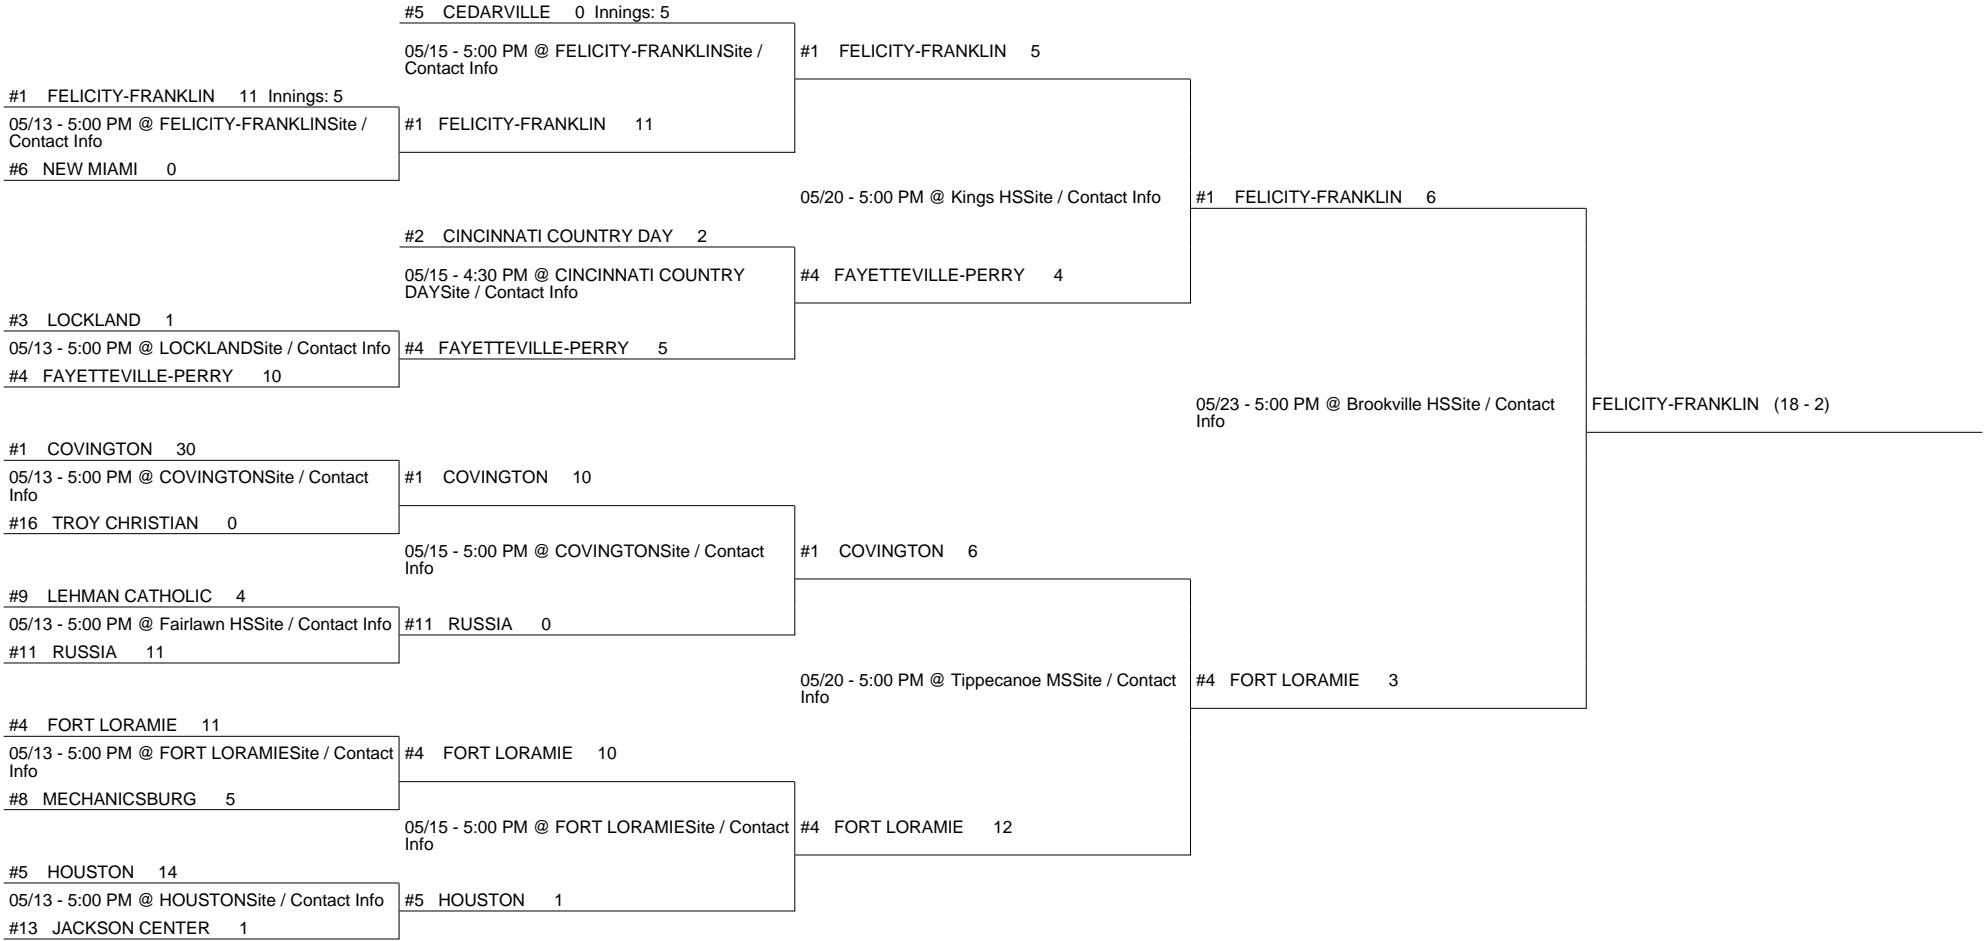 #5 CEDARVILLE 0 Innings: 5
05/15 - 5:00 PM @ FELICITY-FRANKLINSite /
Contact Info
#1 FELICITY-FRANKLIN 5
#1 FELICITY-FRANKLIN 11 Innings: 5
05/13 - 5:00 PM @ FELICITY-FRANKLINSite /
Contact Info
#1 FELICITY-FRANKLIN 11
#6 NEW MIAMI 0
05/20 - 5:00 PM @ Kings HSSite / Contact Info
#1 FELICITY-FRANKLIN 6
#2 CINCINNATI COUNTRY DAY 2
05/15 - 4:30 PM @ CINCINNATI COUNTRY
DAYSite / Contact Info
#4 FAYETTEVILLE-PERRY 4
#3 LOCKLAND 1
05/13 - 5:00 PM @ LOCKLANDSite / Contact Info
#4 FAYETTEVILLE-PERRY 5
#4 FAYETTEVILLE-PERRY 10
05/23 - 5:00 PM @ Brookville HSSite / Contact
Info
FELICITY-FRANKLIN (18 - 2)
#1 COVINGTON 30
05/13 - 5:00 PM @ COVINGTONSite / Contact
Info
#1 COVINGTON 10
#16 TROY CHRISTIAN 0
05/15 - 5:00 PM @ COVINGTONSite / Contact
Info
#1 COVINGTON 6
#9 LEHMAN CATHOLIC 4
05/13 - 5:00 PM @ Fairlawn HSSite / Contact Info
#11 RUSSIA 0
#11 RUSSIA 11
05/20 - 5:00 PM @ Tippecanoe MSSite / Contact
Info
#4 FORT LORAMIE 3
#4 FORT LORAMIE 11
05/13 - 5:00 PM @ FORT LORAMIESite / Contact
Info
#4 FORT LORAMIE 10
#8 MECHANICSBURG 5
05/15 - 5:00 PM @ FORT LORAMIESite / Contact
Info
#4 FORT LORAMIE 12
#5 HOUSTON 14
05/13 - 5:00 PM @ HOUSTONSite / Contact Info
#5 HOUSTON 1
#13 JACKSON CENTER 1